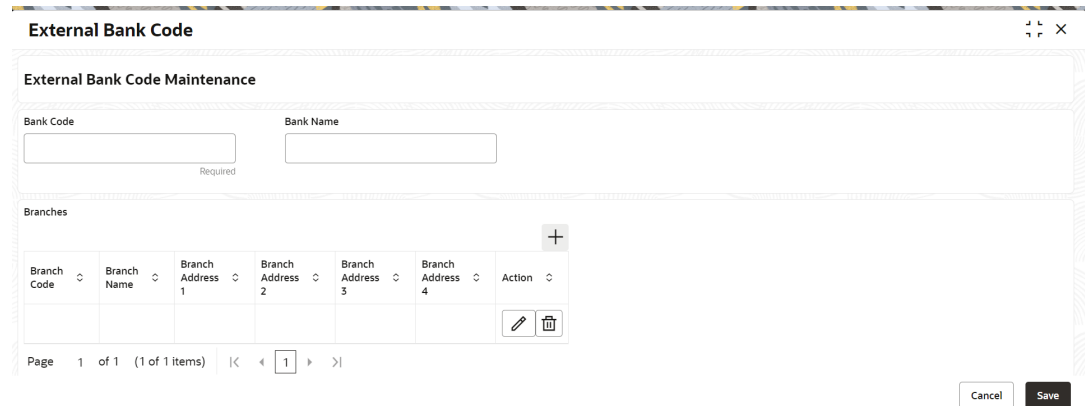 External Bank Code
External Bank Code Maintenance
Bank Code
Bank Name
Required
Branches
Branch Code
Branch Name
Branch Address 1
Branch Address 2
Branch Address 3
Branch Address 4
Action
Page 1 of 1 (1 of 1 items) 1
Cancel
Save